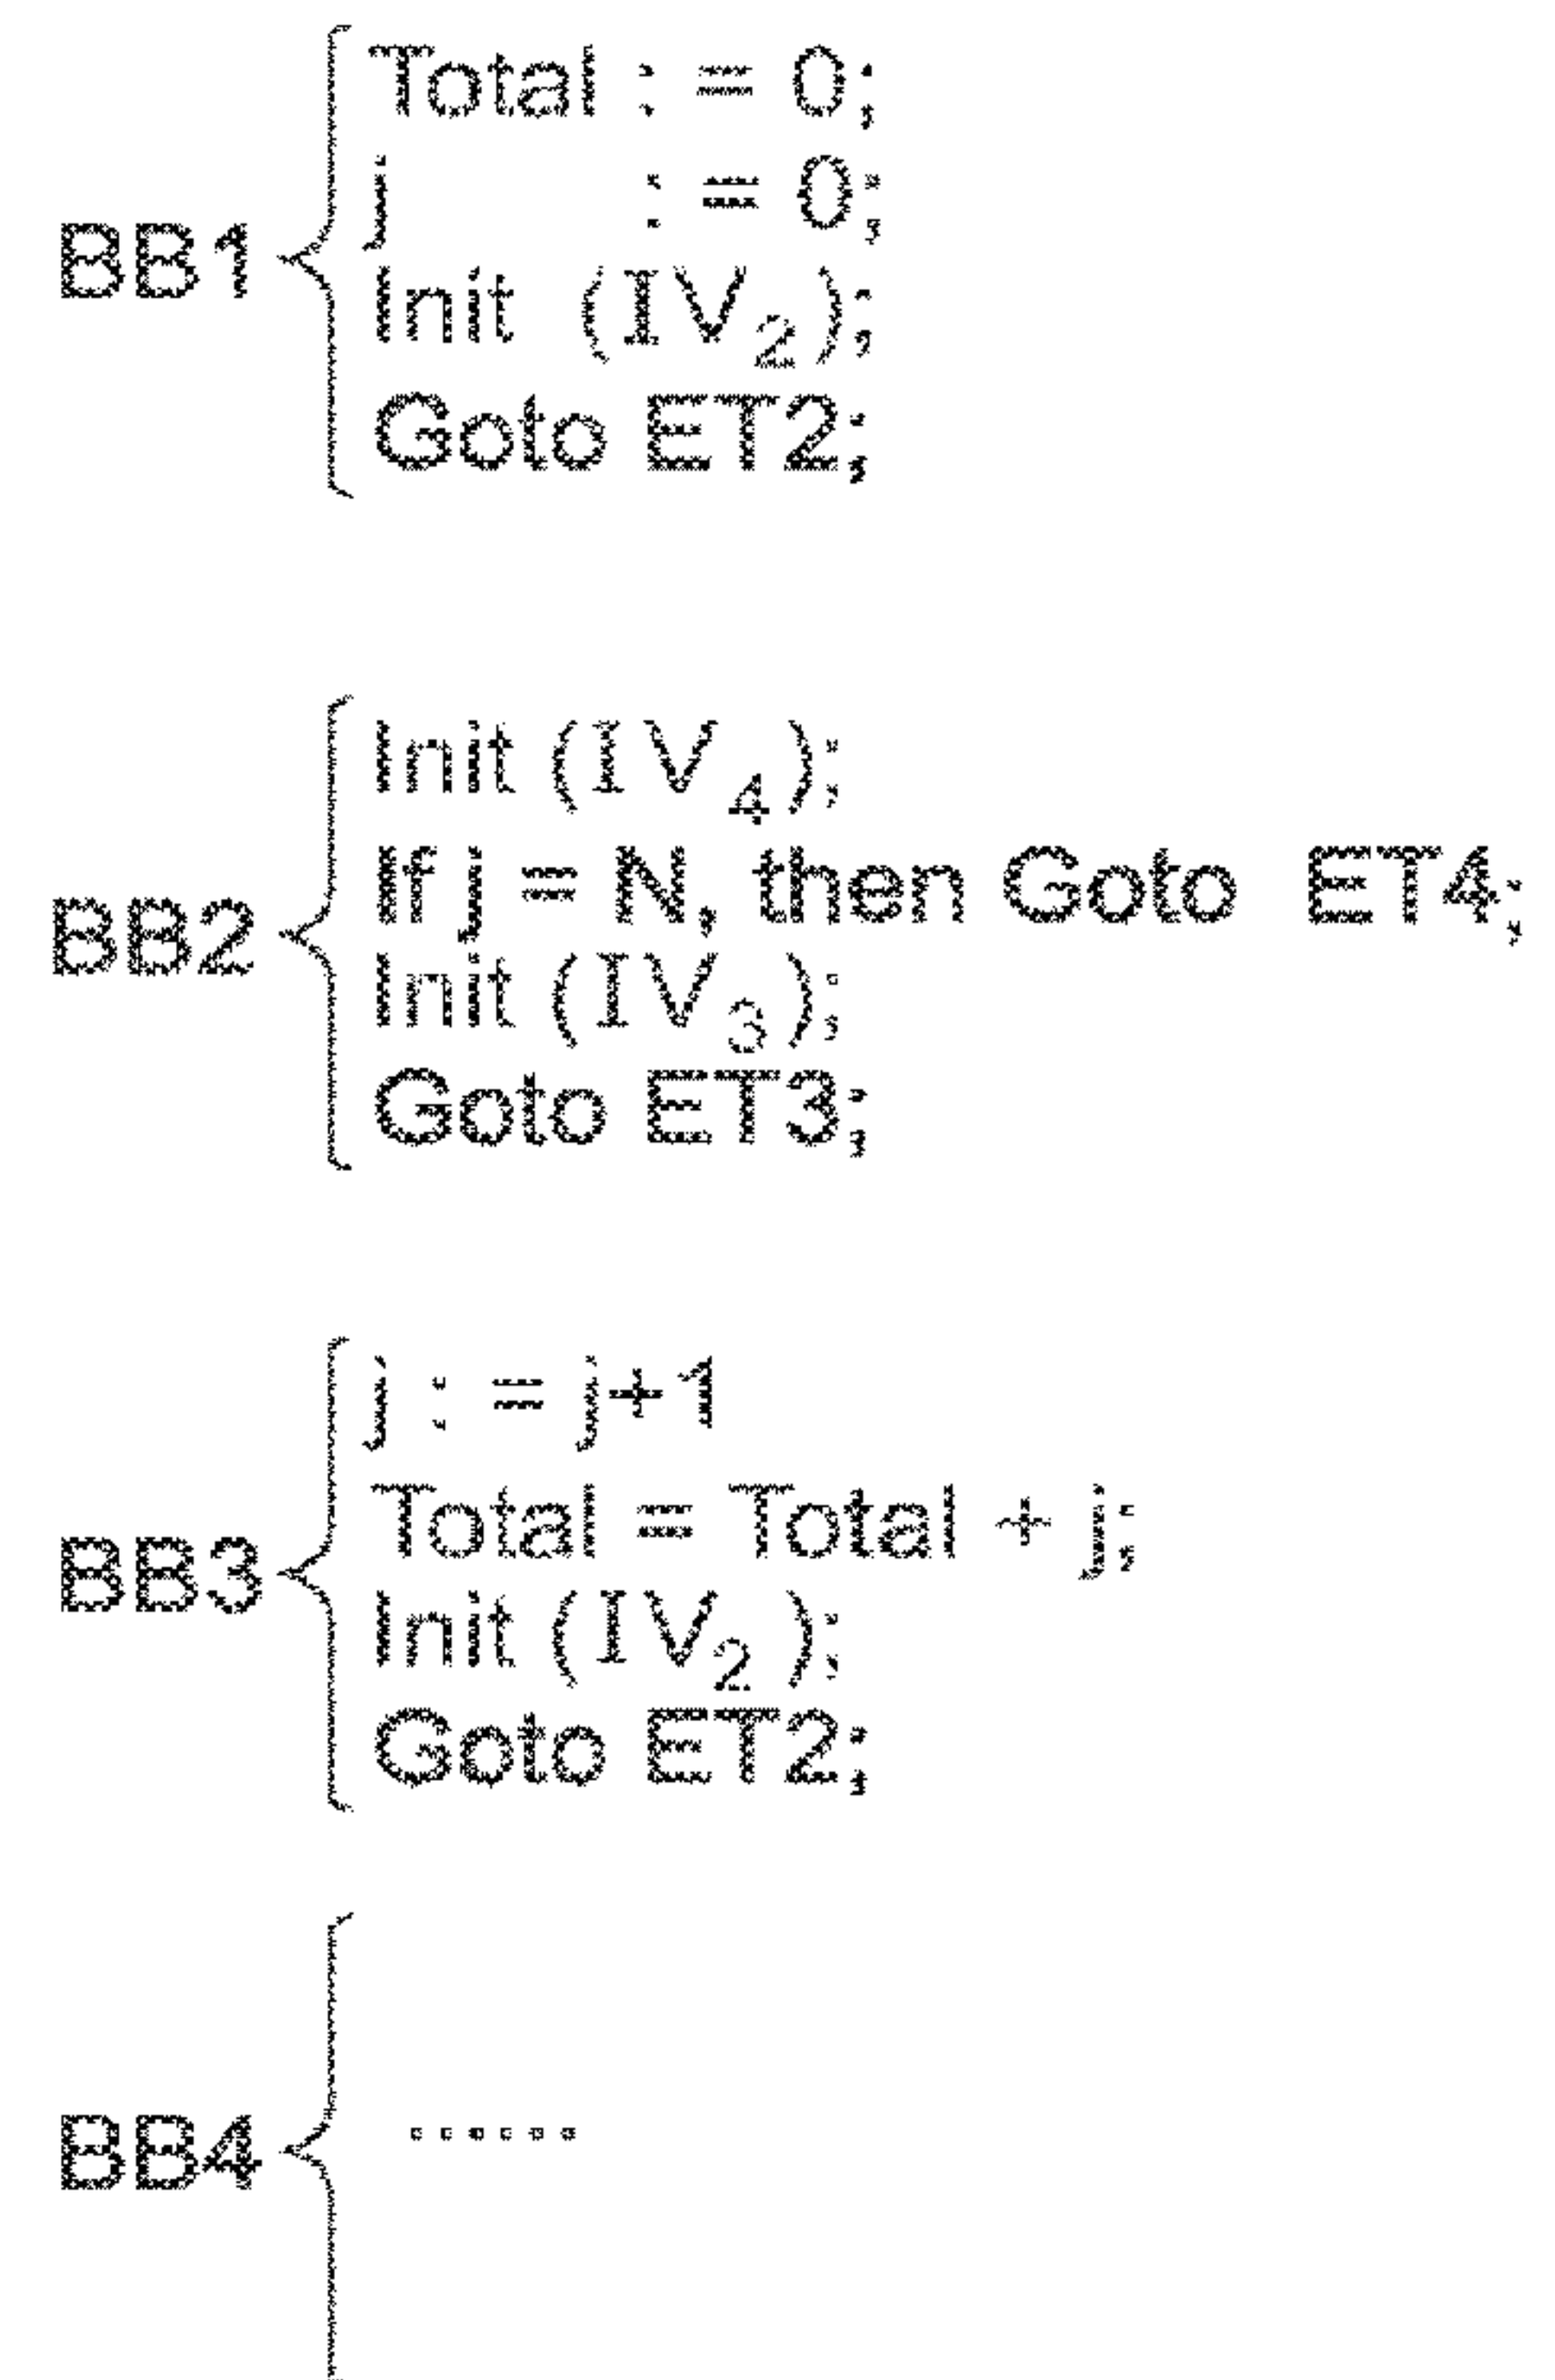 Total : = 0;
j : = 0;
BB1
Init (IV2);
Goto ET2;
Init (IV4);
If j = N, then Goto ET4;
BB2
Init (IV3);
Goto ET3;
j : = j+1
Total = Total + j;
BB3
Init (IV2);
Goto ET2;
BB4 ......